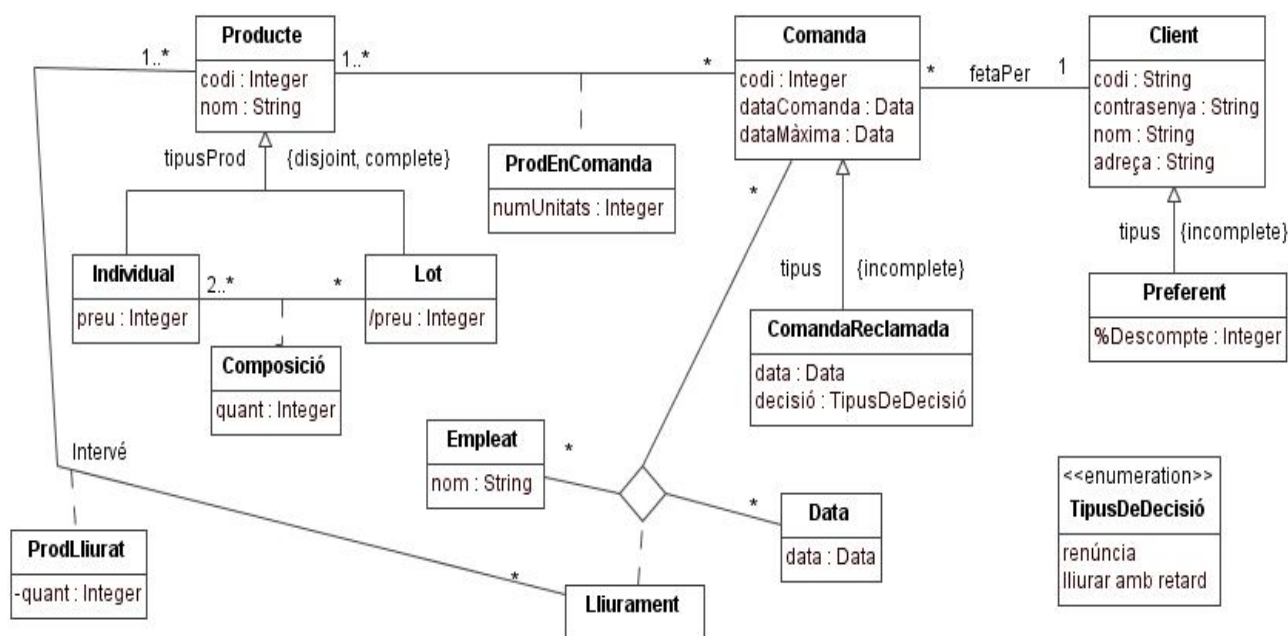 Producte
codi : Integer
nom : String
1..*
1..*
*
Comanda
codi : Integer
dataComanda : Data
dataMàxima : Data
*
fetaPer
1
Client
codi : String
contrasenya : String
nom : String
adreça : String
tipusProd
{disjoint, complete}
ProdEnComanda
numUnitats : Integer
*
tipus
{incomplete}
tipus
{incomplete}
Individual
preu : Integer
2..*
*
Lot
/preu : Integer
Composició
quant : Integer
ComandaReclamada
data : Data
decisió : TipusDeDecisió
Preferent
%Descompte : Integer
Intervé
Empleat
nom : String
*
*
Data
data : Data
<<enumeration>>
TipusDeDecisió
renúncia
lliurar amb retard
ProdLliurat
-quant : Integer
*
Lliurament